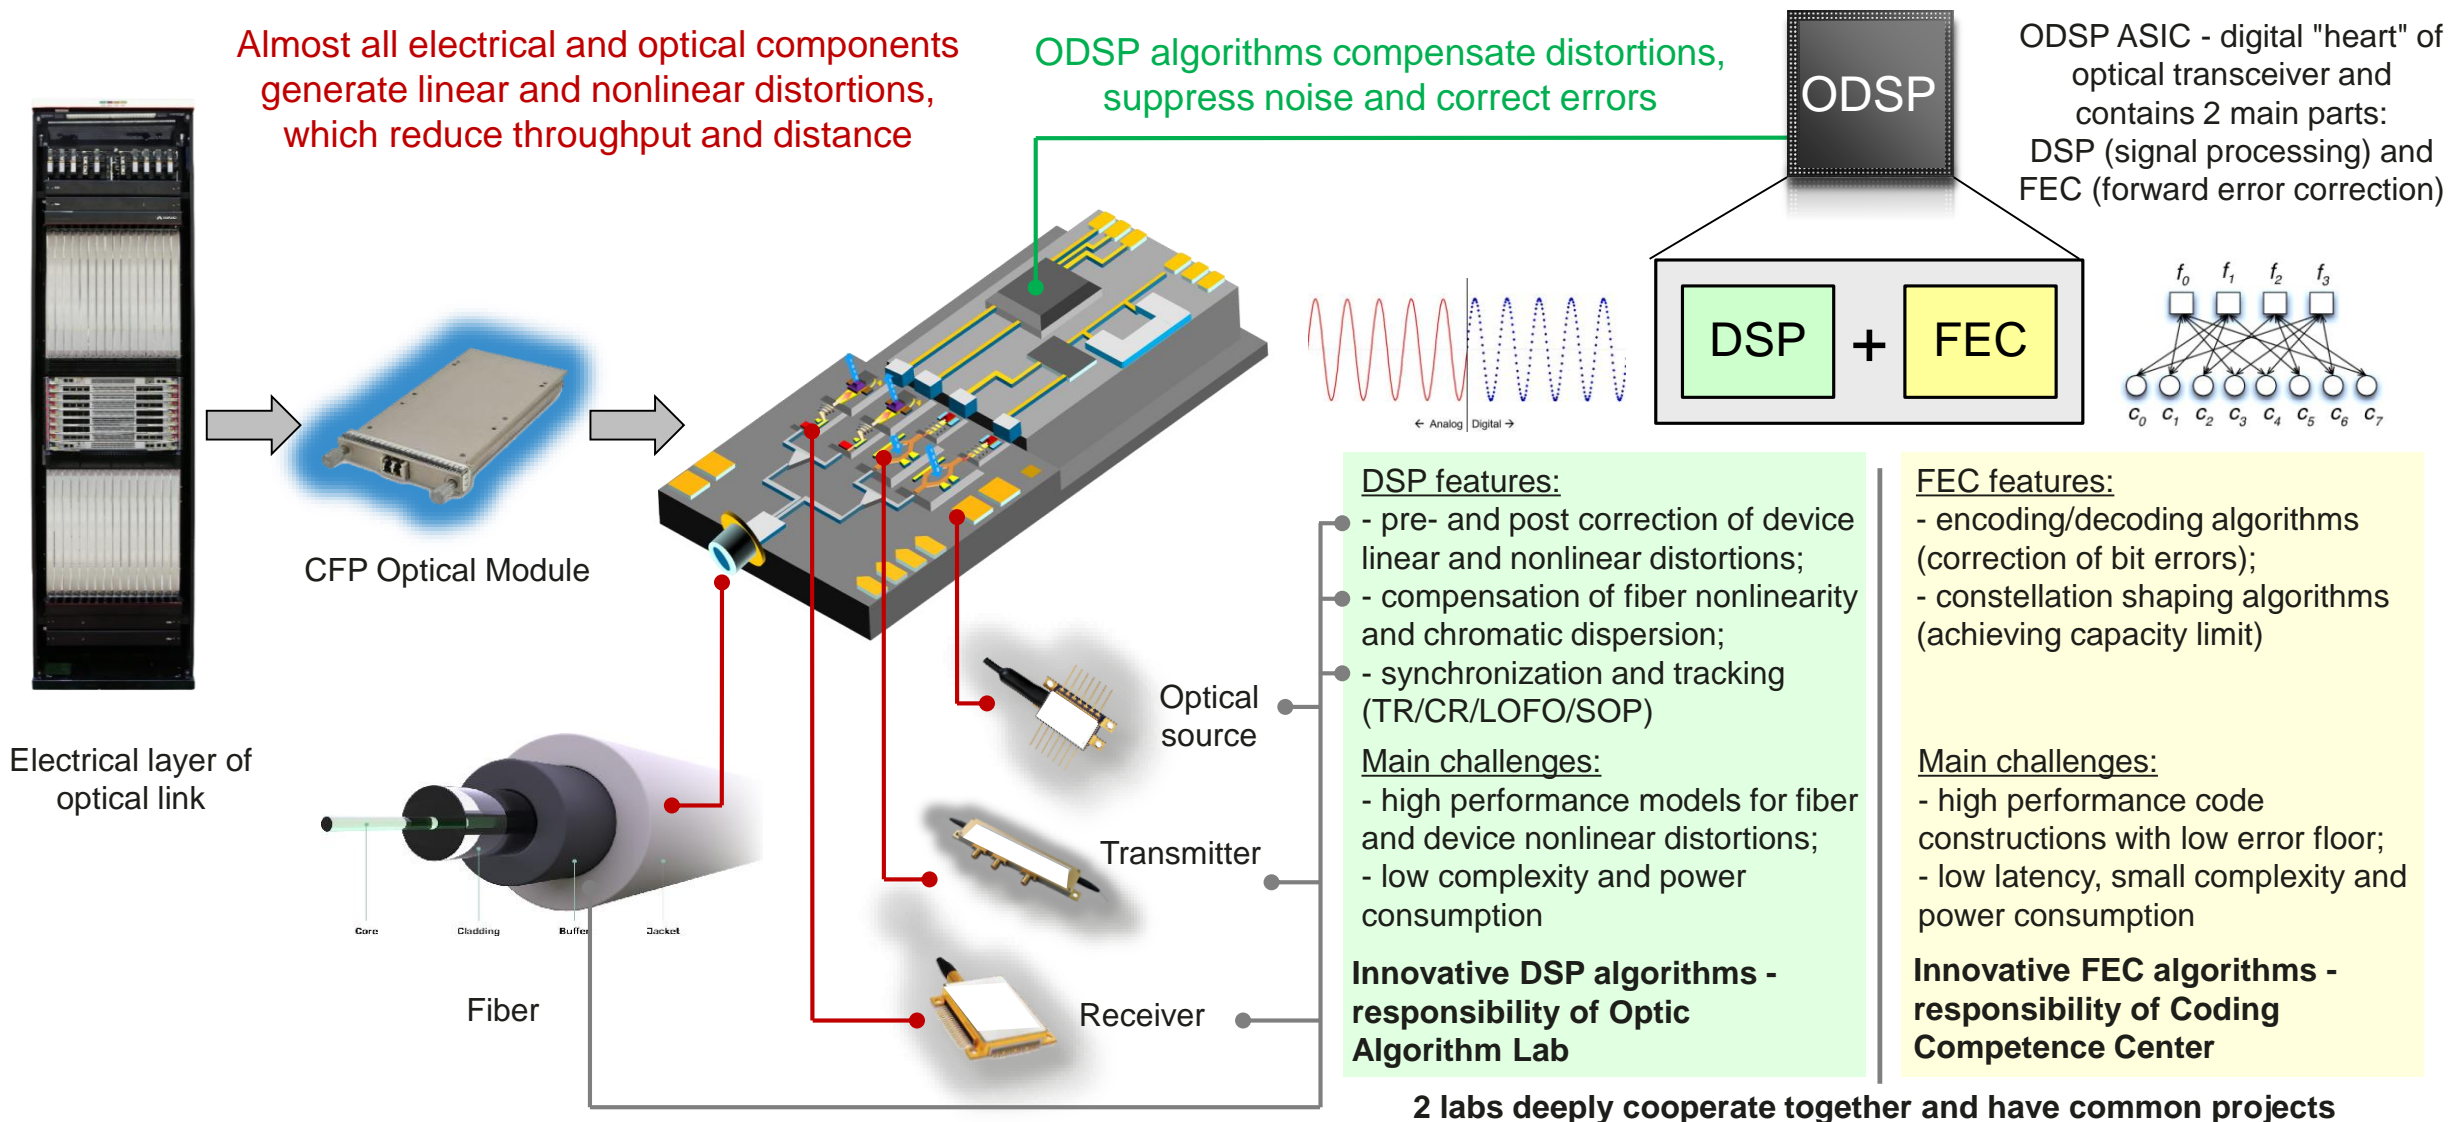 Almost all electrical and optical components
generate linear and nonlinear distortions,
which reduce throughput and distance
ODSP algorithms compensate distortions,
suppress noise and correct errors
ODSP
ODSP ASIC - digital "heart" of
optical transceiver and
contains 2 main parts:
DSP (signal processing) and
FEC (forward error correction)
DSP
+
FEC
f0 f1 f2 f3
c0 c1 c2 c3 c4 c5 c6 c7
← Analog Digital →
CFP Optical Module
Electrical layer of
optical link
Core Cladding Buffer Jacket
Fiber
Optical
source
Transmitter
Receiver
DSP features:
- pre- and post correction of device
linear and nonlinear distortions;
- compensation of fiber nonlinearity
and chromatic dispersion;
- synchronization and tracking
(TR/CR/LOFO/SOP)
Main challenges:
- high performance models for fiber
and device nonlinear distortions;
- low complexity and power
consumption
Innovative DSP algorithms -
responsibility of Optic
Algorithm Lab
FEC features:
- encoding/decoding algorithms
(correction of bit errors);
- constellation shaping algorithms
(achieving capacity limit)
Main challenges:
- high performance code
constructions with low error floor;
- low latency, small complexity and
power consumption
Innovative FEC algorithms -
responsibility of Coding
Competence Center
2 labs deeply cooperate together and have common projects